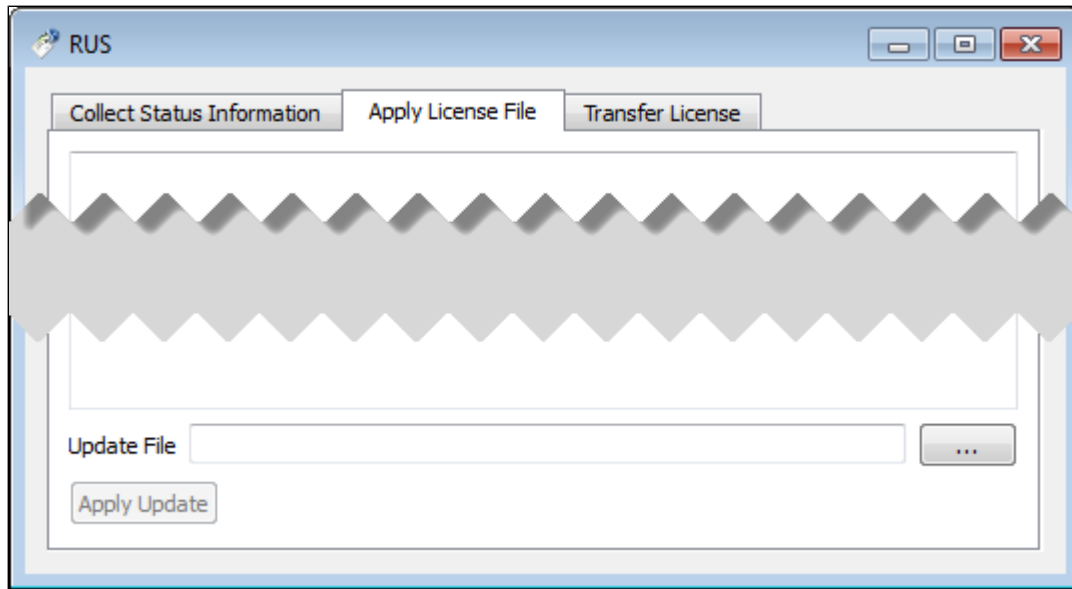 RUS
Collect Status Information Apply License File Transfer License
Update File ...
Apply Update